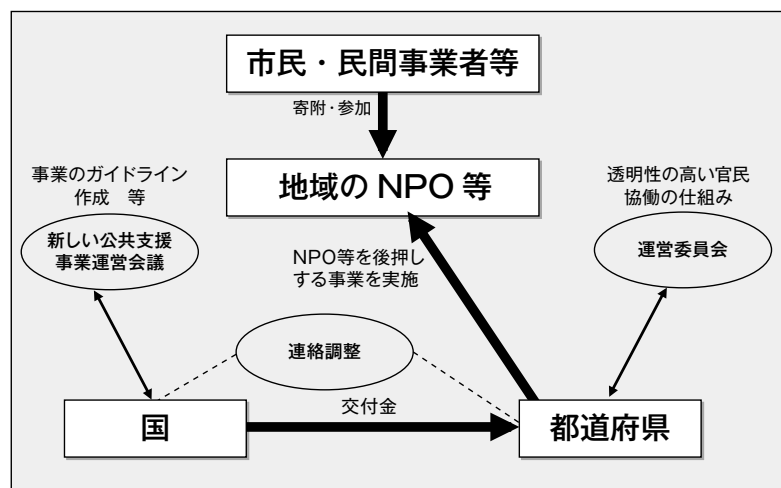 市民・民間事業者等
寄附・参加
地域の NPO 等
事業のガイドライン
作成　等
新しい公共支援
事業運営会議
透明性の高い官民
協働の仕組み
運営委員会
NPO等を後押し
する事業を実施
連絡調整
国
交付金
都道府県